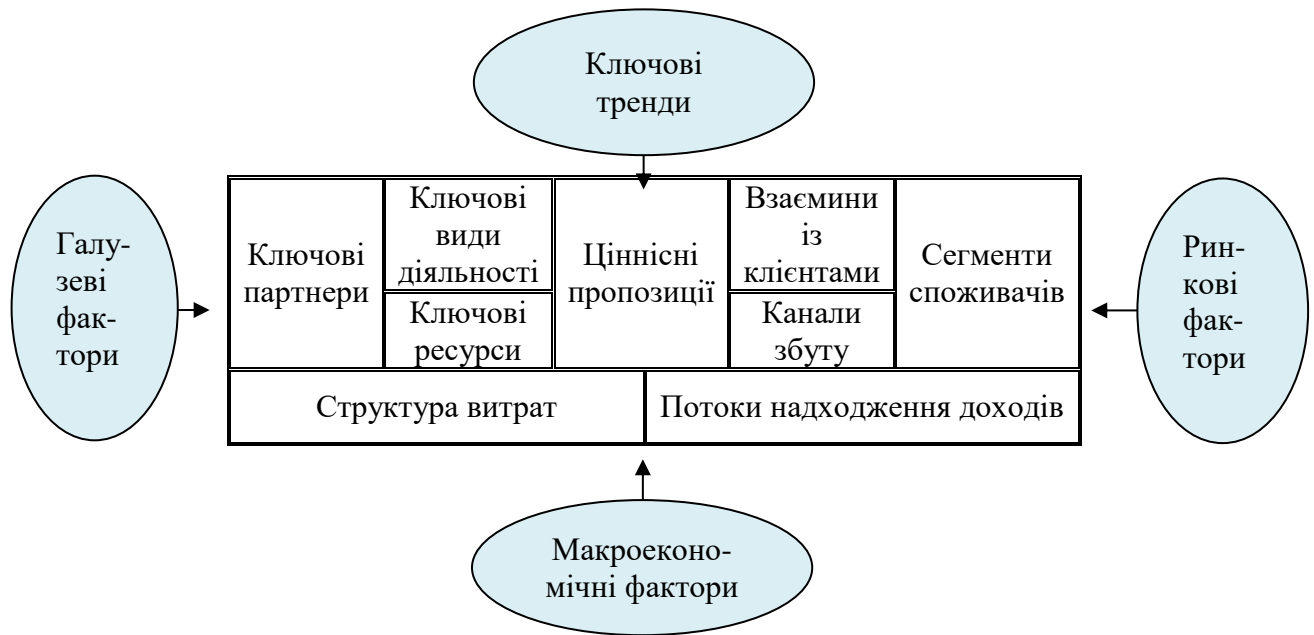 Ключові
тренди
Галу-
зеві
фак-
тори
Ключові
партнери
Ключові
види
діяльності
Ключові
ресурси
Ціннісні
пропозиції
Взаємини
із
клієнтами
Канали
збуту
Сегменти
споживачів
Рин-
кові
фак-
тори
Структура витрат
Потоки надходження доходів
Макроеконо-
мічні фактори